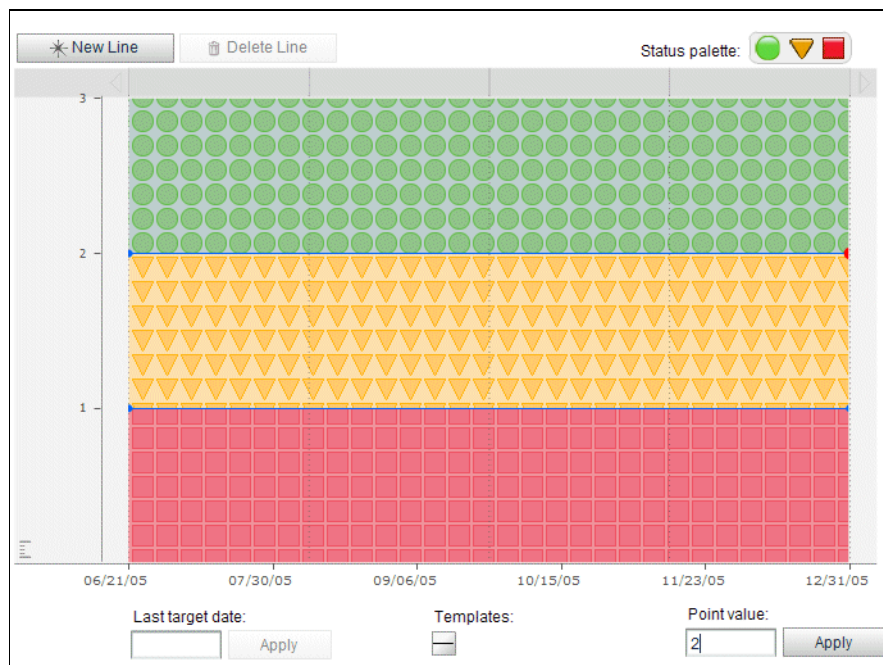 New Line
Delete Line
Status palette:
3
2
1
06/21/05
07/30/05
09/06/05
10/15/05
11/23/05
12/31/05
Last target date:
Templates:
Point value:
Apply
2
Apply